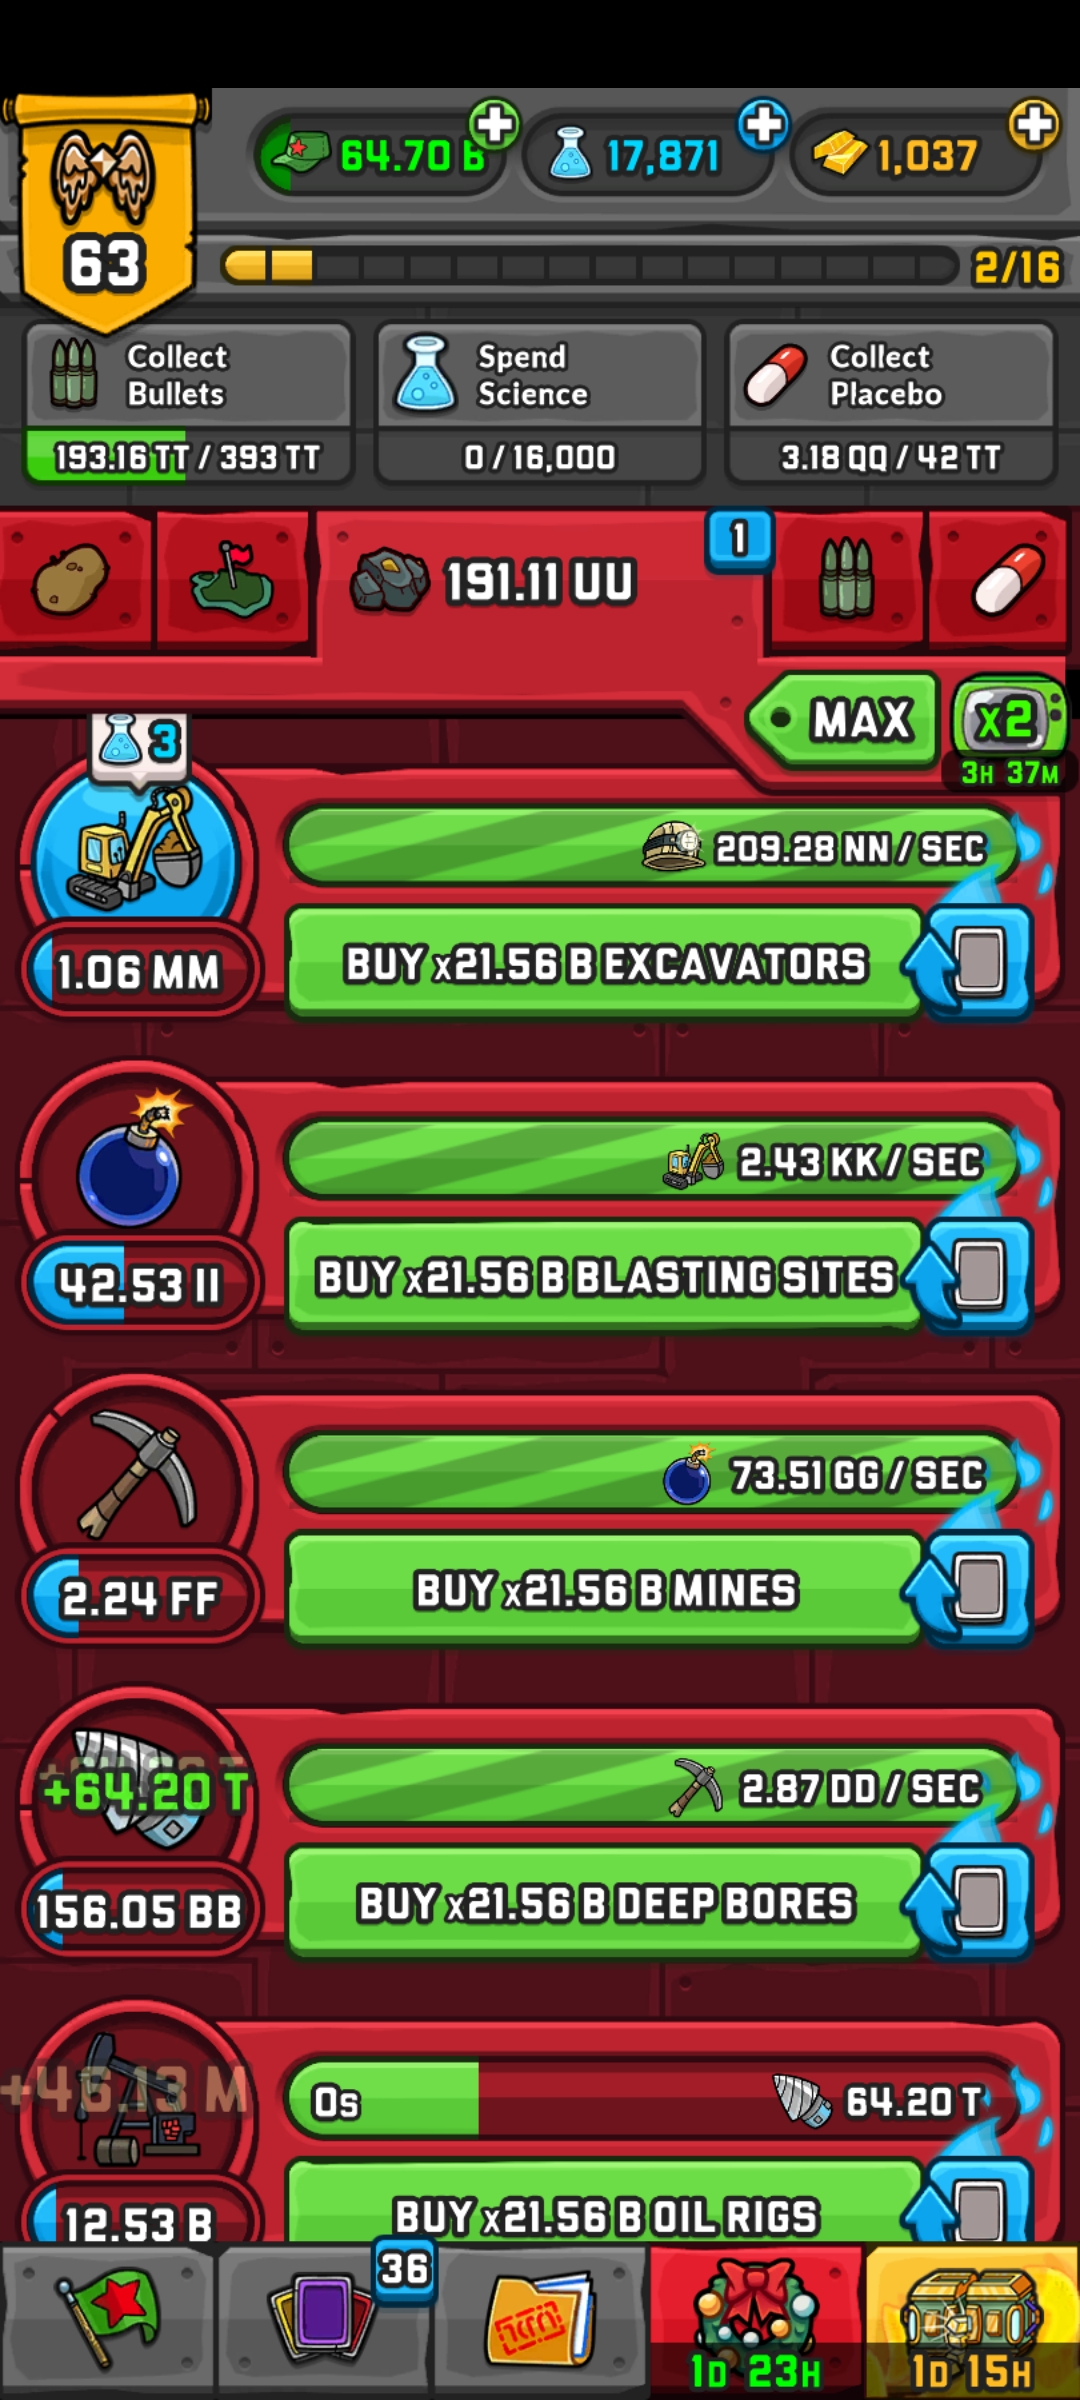 64.70 B
17,871
1,037
63
2/16
Collect
Bullets
193.16 TT / 393 TT
Spend
Science
0 / 16,000
Collect
Placebo
3.18 QQ / 42 TT
191.11 UU
1
MAX
x2
3H 37M
3
209.28 NN / SEC
1.06 MM
BUY x21.56 B EXCAVATORS
2.43 KK / SEC
42.53 II
BUY x21.56 B BLASTING SITES
73.51 GG / SEC
2.24 FF
BUY x21.56 B MINES
+64.20 T
2.87 DD / SEC
156.05 BB
BUY x21.56 B DEEP BORES
+46.13 M
0s
64.20 T
12.53 B
BUY x21.56 B OIL RIGS
36
1D 23H
1D 15H